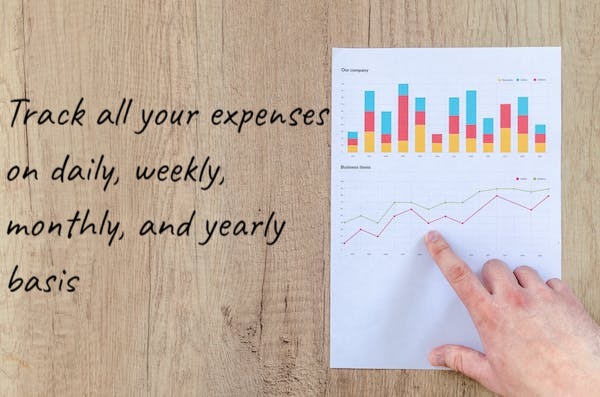 Track all your expenses
on daily, weekly,
monthly, and yearly
basis
Our company
Business items